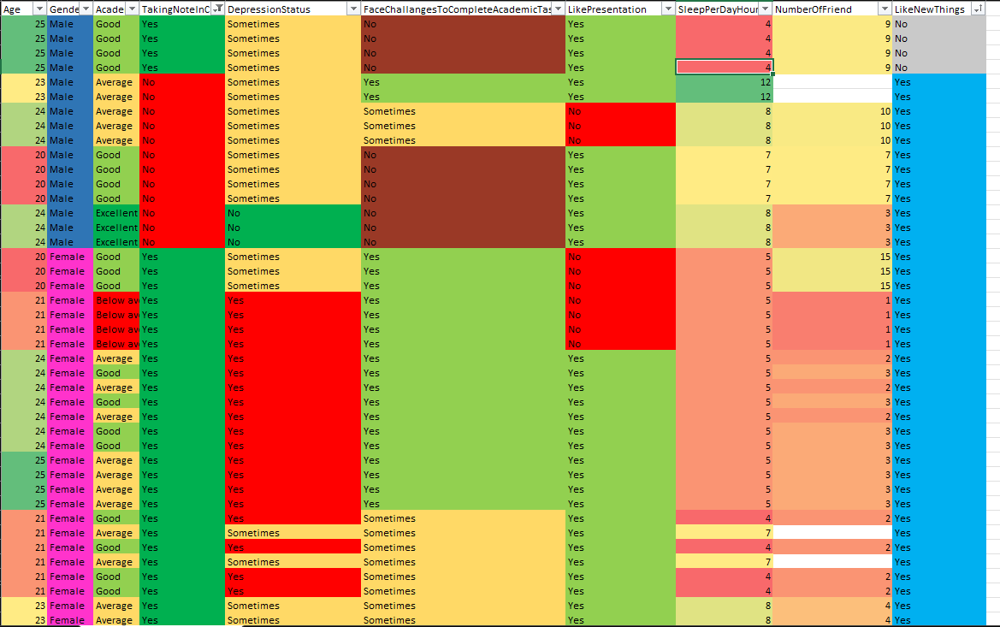 Age Gende Acade TakingNoteInC DepressionStatus FaceChallangesToCompleteAcademicTas LikePresentation SleepPerDayHour NumberOfFriend LikeNewThings
25 Male Good Yes Sometimes No Yes 4 9 No
25 Male Good Yes Sometimes No Yes 4 9 No
25 Male Good Yes Sometimes No Yes 4 9 No
25 Male Good Yes Sometimes No Yes 4 9 No
23 Male Average No Sometimes Yes Yes 12 Yes
23 Male Average No Sometimes Yes Yes 12 Yes
24 Male Average No Sometimes Sometimes No 8 10 Yes
24 Male Average No Sometimes Sometimes No 8 10 Yes
24 Male Average No Sometimes Sometimes No 8 10 Yes
20 Male Good No Sometimes No Yes 7 7 Yes
20 Male Good No Sometimes No Yes 7 7 Yes
20 Male Good No Sometimes No Yes 7 7 Yes
20 Male Good No Sometimes No Yes 7 7 Yes
24 Male Excellent No No No Yes 8 3 Yes
24 Male Excellent No No No Yes 8 3 Yes
24 Male Excellent No No No Yes 8 3 Yes
20 Female Good Yes Sometimes Yes No 5 15 Yes
20 Female Good Yes Sometimes Yes No 5 15 Yes
20 Female Good Yes Sometimes Yes No 5 15 Yes
21 Female Below av Yes Yes Yes No 5 1 Yes
21 Female Below av Yes Yes Yes No 5 1 Yes
21 Female Below av Yes Yes Yes No 5 1 Yes
21 Female Below av Yes Yes Yes No 5 1 Yes
24 Female Average Yes Yes Yes Yes 5 2 Yes
24 Female Good Yes Yes Yes Yes 5 3 Yes
24 Female Average Yes Yes Yes Yes 5 2 Yes
24 Female Good Yes Yes Yes Yes 5 3 Yes
24 Female Average Yes Yes Yes Yes 5 2 Yes
24 Female Good Yes Yes Yes Yes 5 3 Yes
24 Female Good Yes Yes Yes Yes 5 3 Yes
25 Female Average Yes Yes Yes Yes 5 3 Yes
25 Female Average Yes Yes Yes Yes 5 3 Yes
25 Female Average Yes Yes Yes Yes 5 3 Yes
25 Female Average Yes Yes Yes Yes 5 3 Yes
21 Female Good Yes Yes Sometimes Yes 4 2 Yes
21 Female Average Yes Sometimes Sometimes Yes 7 Yes
21 Female Good Yes Yes Sometimes Yes 4 2 Yes
21 Female Average Yes Sometimes Sometimes Yes 7 Yes
21 Female Good Yes Yes Sometimes Yes 4 2 Yes
21 Female Good Yes Yes Sometimes Yes 4 2 Yes
23 Female Average Yes Sometimes Sometimes Yes 8 4 Yes
23 Female Average Yes Sometimes Sometimes Yes 8 4 Yes